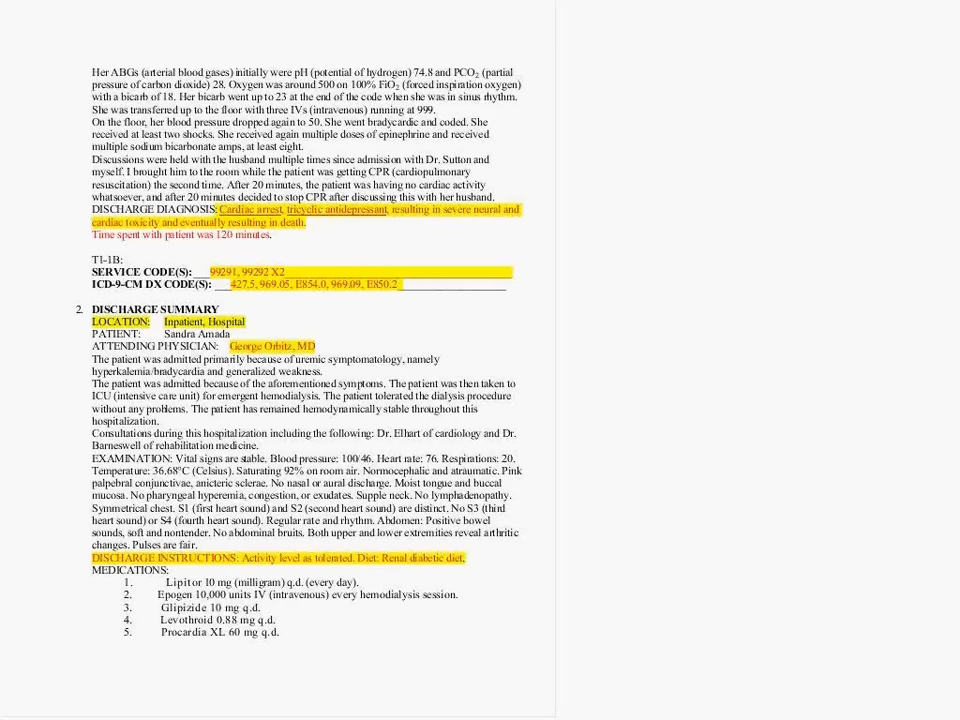 Her ABGs (arterial blood gases) initially were pH (potential of hydrogen) 74.8 and PCO₂ (partial
pressure of carbon dioxide) 28. Oxygen was around 500 on 100% FiO₂ (forced inspiration oxygen)
with a bicarb of 18. Her bicarb went up to 23 at the end of the code when she was in sinus rhythm.
She was transferred up to the floor with three IVs (intravenous) running at 999.
On the floor, her blood pressure dropped again to 50. She went bradycardic and coded. She
received at least two shocks. She received again multiple doses of epinephrine and received
multiple sodium bicarbonate amps, at least eight.
Discussions were held with the husband multiple times since admission with Dr. Sutton and
myself. I brought him to the room while the patient was getting CPR (cardiopulmonary
resuscitation) the second time. After 20 minutes, the patient was having no cardiac activity
whatsoever, and after 20 minutes decided to stop CPR after discussing this with her husband.
DISCHARGE DIAGNOSIS: Cardiac arrest, tricyclic antidepressant, resulting in severe neural and
cardiac toxicity and eventually resulting in death.
Time spent with patient was 120 minutes.
T1-1B:
SERVICE CODE(S): ___99291, 99292 X2___
ICD-9-CM DX CODE(S): ___427.5, 969.05, E854.0, 969.09, E850.2___
2. DISCHARGE SUMMARY
LOCATION: Inpatient, Hospital
PATIENT: Sandra Amada
ATTENDING PHYSICIAN: George Orbitz, MD
The patient was admitted primarily because of uremic symptomatology, namely
hyperkalemia/bradycardia and generalized weakness.
The patient was admitted because of the aforementioned symptoms. The patient was then taken to
ICU (intensive care unit) for emergent hemodialysis. The patient tolerated the dialysis procedure
without any problems. The patient has remained hemodynamically stable throughout this
hospitalization.
Consultations during this hospitalization including the following: Dr. Elhart of cardiology and Dr.
Barneswell of rehabilitation medicine.
EXAMINATION: Vital signs are stable. Blood pressure: 100/46. Heart rate: 76. Respirations: 20.
Temperature: 36.68°C (Celsius). Saturating 92% on room air. Normocephalic and atraumatic. Pink
palpebral conjunctivae, anicteric sclerae. No nasal or aural discharge. Moist tongue and buccal
mucosa. No pharyngeal hyperemia, congestion, or exudates. Supple neck. No lymphadenopathy.
Symmetrical chest. S1 (first heart sound) and S2 (second heart sound) are distinct. No S3 (third
heart sound) or S4 (fourth heart sound). Regular rate and rhythm. Abdomen: Positive bowel
sounds, soft and nontender. No abdominal bruits. Both upper and lower extremities reveal arthritic
changes. Pulses are fair.
DISCHARGE INSTRUCTIONS: Activity level as tolerated. Diet: Renal diabetic diet.
MEDICATIONS:
1. Lipitor 10 mg (milligram) q.d. (every day).
2. Epogen 10,000 units IV (intravenous) every hemodialysis session.
3. Glipizide 10 mg q.d.
4. Levothroid 0.88 mg q.d.
5. Procardia XL 60 mg q.d.